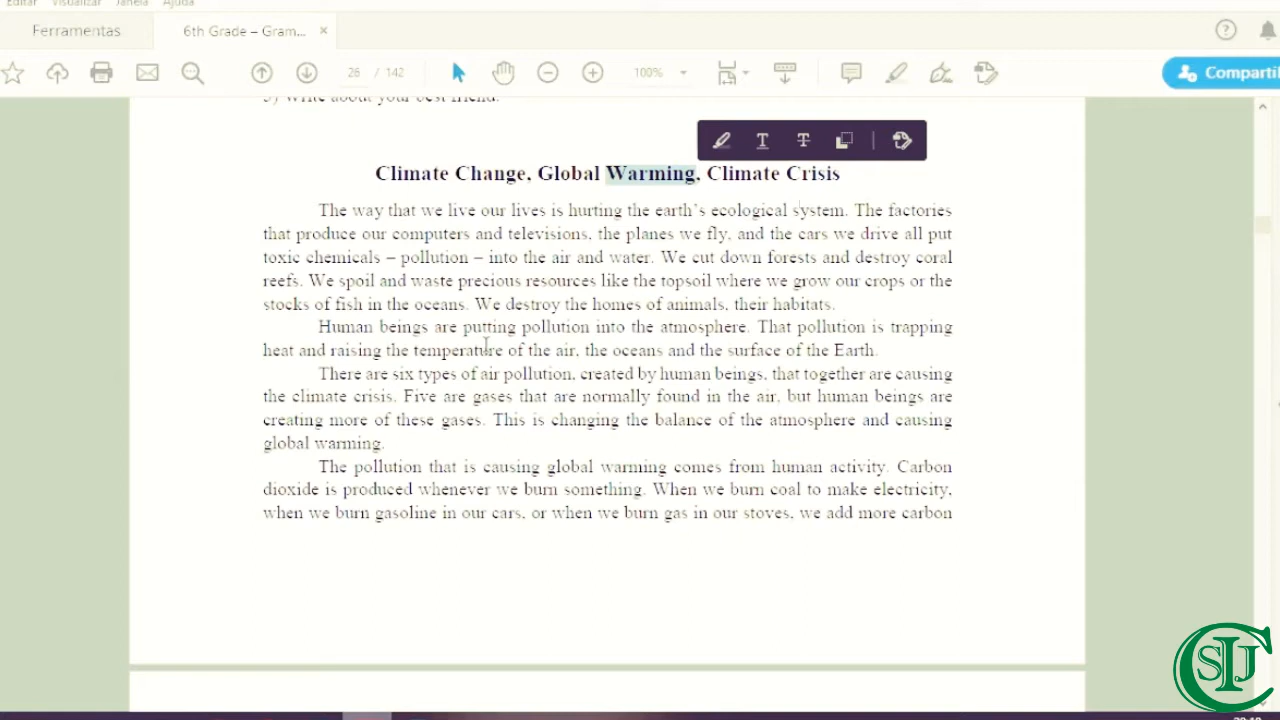 Editar Visualizar Janela Ajuda
Ferramentas 6th Grade – Gram... ×
26 / 142 100% Compartil
5) Write about your best friend.
Climate Change, Global Warming, Climate Crisis
The way that we live our lives is hurting the earth's ecological system. The factories
that produce our computers and televisions, the planes we fly, and the cars we drive all put
toxic chemicals – pollution – into the air and water. We cut down forests and destroy coral
reefs. We spoil and waste precious resources like the topsoil where we grow our crops or the
stocks of fish in the oceans. We destroy the homes of animals, their habitats.
Human beings are putting pollution into the atmosphere. That pollution is trapping
heat and raising the temperature of the air, the oceans and the surface of the Earth.
There are six types of air pollution, created by human beings, that together are causing
the climate crisis. Five are gases that are normally found in the air, but human beings are
creating more of these gases. This is changing the balance of the atmosphere and causing
global warming.
The pollution that is causing global warming comes from human activity. Carbon
dioxide is produced whenever we burn something. When we burn coal to make electricity,
when we burn gasoline in our cars, or when we burn gas in our stoves, we add more carbon
CSIJ